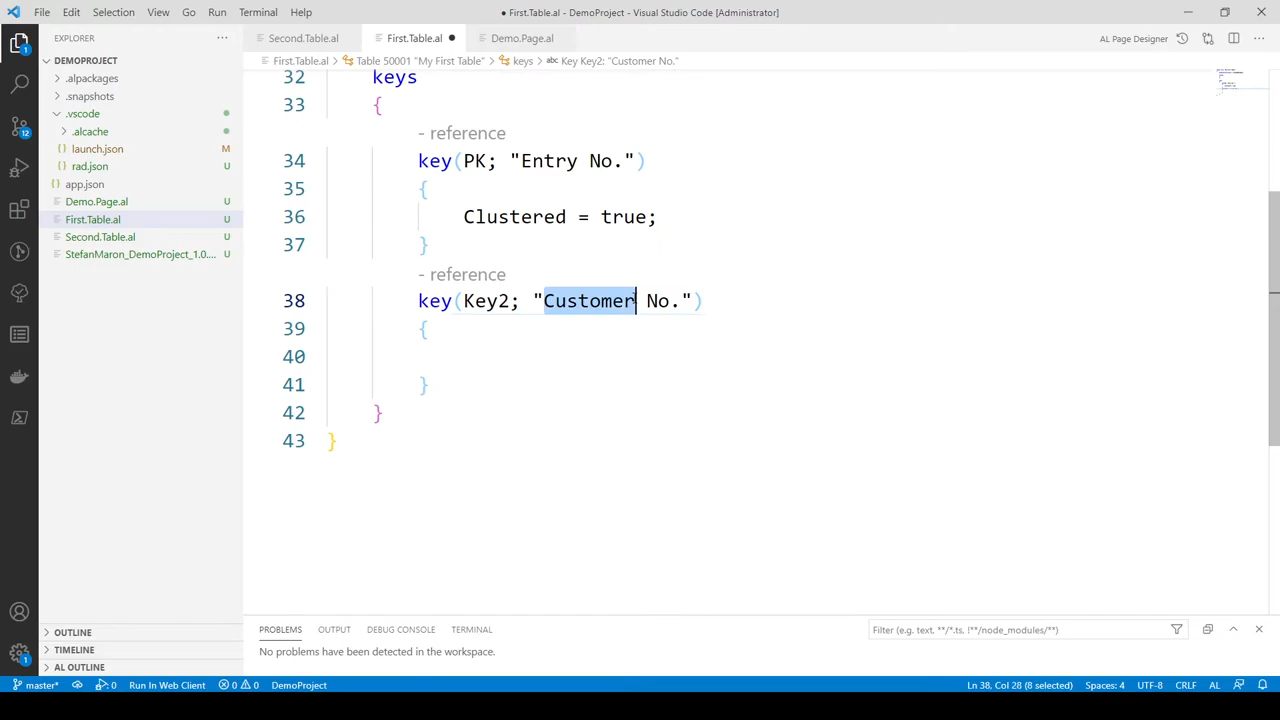 File Edit Selection View Go Run Terminal Help
● First.Table.al - DemoProject - Visual Studio Code [Administrator]
EXPLORER
Second.Table.al First.Table.al Demo.Page.al
AL Page Designer
DEMOPROJECT
First.Table.al > Table 50001 "My First Table" > keys > Key Key2: "Customer No."
.alpackages
.snapshots
.vscode
.alcache
launch.json M
rad.json U
app.json
Demo.Page.al U
First.Table.al U
Second.Table.al U
StefanMaron_DemoProject_1.0.... U
32 keys
33 {
- reference
34 key(PK; "Entry No.")
35 {
36 Clustered = true;
37 }
- reference
38 key(Key2; "Customer No.")
39 {
40
41 }
42 }
43 }
1
12
PROBLEMS OUTPUT DEBUG CONSOLE TERMINAL
Filter (e.g. text, **/*.ts, !**/node_modules/**)
No problems have been detected in the workspace.
OUTLINE
TIMELINE
AL OUTLINE
1
master* 0 Run In Web Client 0 0 DemoProject
Ln 38, Col 28 (8 selected) Spaces: 4 UTF-8 CRLF AL